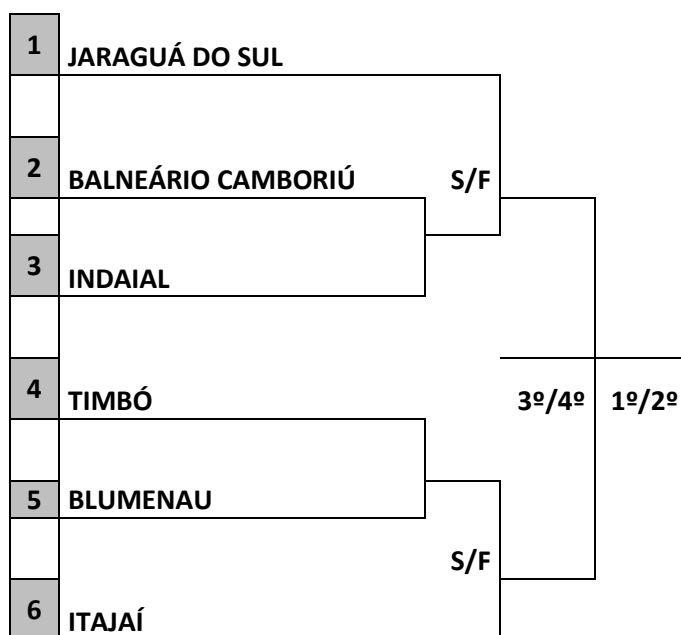 1 JARAGUÁ DO SUL
2 BALNEÁRIO CAMBORIÚ S/F
3 INDAIAL
4 TIMBÓ 3º/4º 1º/2º
5 BLUMENAU
S/F
6 ITAJAÍ